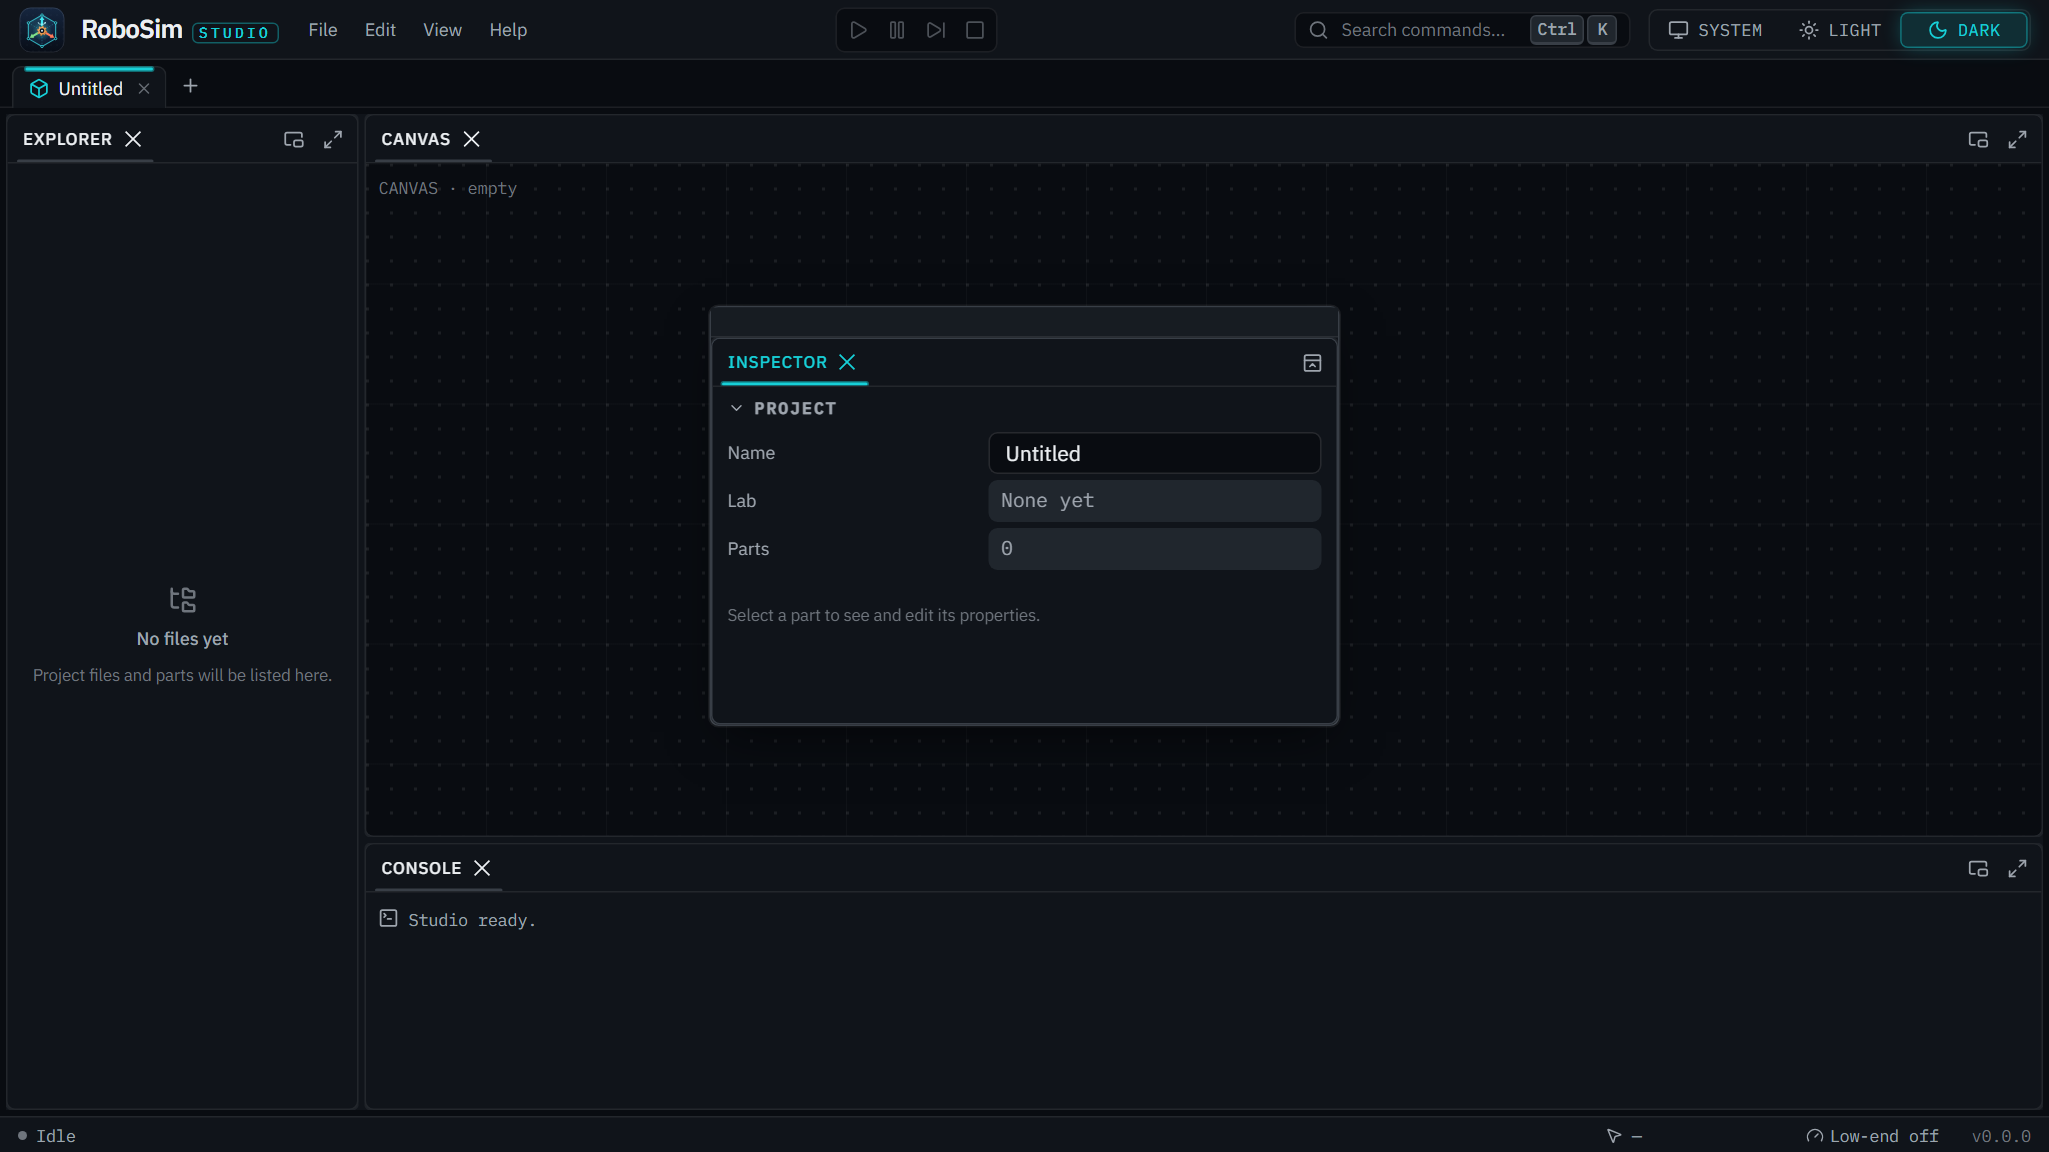 RoboSim STUDIO File Edit View Help Search commands... Ctrl K SYSTEM LIGHT DARK
Untitled
EXPLORER
CANVAS
CANVAS · empty
INSPECTOR
PROJECT
Name Untitled
Lab None yet
Parts 0
Select a part to see and edit its properties.
No files yet
Project files and parts will be listed here.
CONSOLE
Studio ready.
Idle – Low-end off v0.0.0